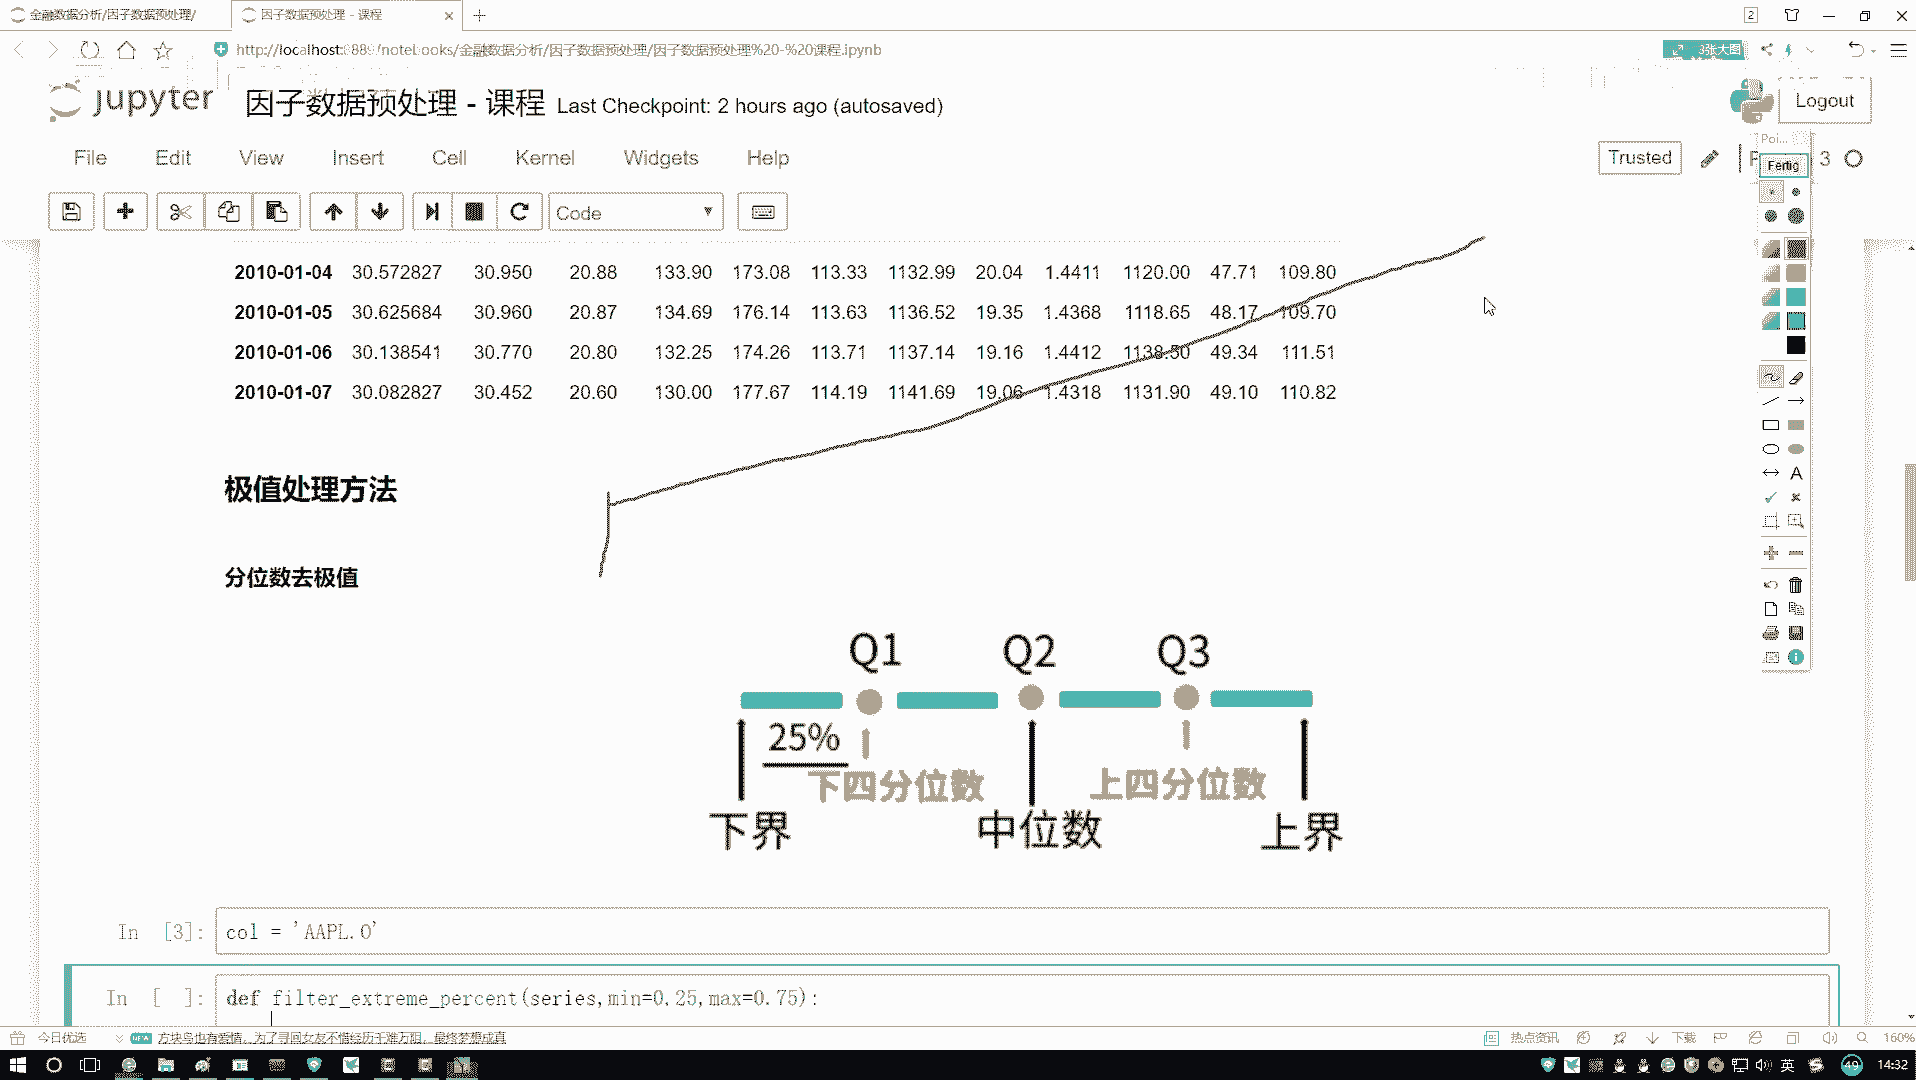 金融数据分析/因子数据预处理/
因子数据预处理 - 课程
2
http://localhost:889/notebooks/金融数据分析/因子数据预处理/因子数据预处理%20-%20课程.ipynb
3张大图
jupyter
因子数据预处理 - 课程
Last Checkpoint: 2 hours ago (autosaved)
Logout
File Edit View Insert Cell Kernel Widgets Help
Trusted
3
Poi...
Fertig
Code
2010-01-04 30.572827 30.950 20.88 133.90 173.08 113.33 1132.99 20.04 1.4411 1120.00 47.71 109.80
2010-01-05 30.625684 30.960 20.87 134.69 176.14 113.63 1136.52 19.35 1.4368 1118.65 48.17 109.70
2010-01-06 30.138541 30.770 20.80 132.25 174.26 113.71 1137.14 19.16 1.4412 1138.50 49.34 111.51
2010-01-07 30.082827 30.452 20.60 130.00 177.67 114.19 1141.69 19.06 1.4318 1131.90 49.10 110.82
极值处理方法
分位数去极值
Q1 Q2 Q3
25%
下四分位数 上四分位数
下界 中位数 上界
In [3]: col = 'AAPL.O'
In [ ]: def filter_extreme_percent(series,min=0.25,max=0.75):
今日优选
NEW
方块鸟也有爱情,为了寻回女友不惜经历千难万阻,最终梦想成真
热点资讯
下载
160%
英
49
14:32